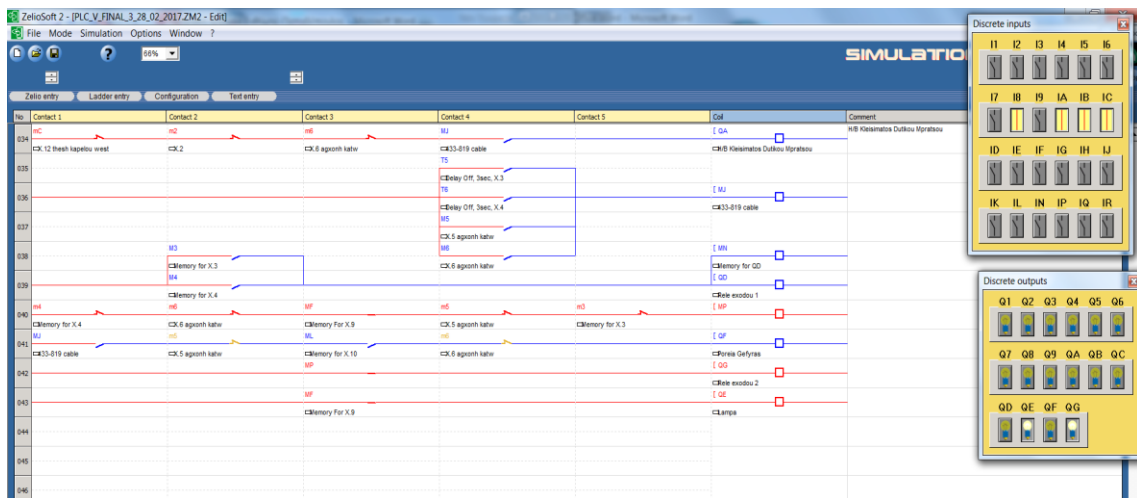 ZelioSoft 2 - [PLC_V_FINAL_3_28_02_2017.ZM2 - Edit]
File Mode Simulation Options Window ?
66%
SIMULATIO
Zelio entry Ladder entry Configuration Text entry
No Contact 1 Contact 2 Contact 3 Contact 4 Contact 5 Coil Comment
034 mC m2 m6 MJ [ QA H/B Kleisimatos Dutikou Mpratsou
X.12 thesh kapelou west X.2 X.6 agxonh katw A33-819 cable H/B Kleisimatos Dutikou Mpratsou
035 T5
Delay Off, 3sec, X.3
036 T6 [ MJ
Delay Off, 3sec, X.4 A33-819 cable
037 M5
X.5 agxonh katw
038 M3 M6 [ MN
Memory for X.3 X.6 agxonh katw Memory for QD
039 M4 [ QD
Memory for X.4 Rele exodou 1
040 m4 m6 MF m5 m3 [ MP
Memory for X.4 X.6 agxonh katw Memory For X.9 X.5 agxonh katw Memory for X.3
041 MJ m5 ML m6 [ QF
A33-819 cable X.5 agxonh katw Memory for X.10 X.6 agxonh katw Poreia Gefyras
042 MP [ QG
Rele exodou 2
043 MF [ QE
Memory For X.9 Lampa
044
045
046
Discrete inputs
I1 I2 I3 I4 I5 I6
I7 I8 I9 IA IB IC
ID IE IF IG IH IJ
IK IL IN IP IQ IR
Discrete outputs
Q1 Q2 Q3 Q4 Q5 Q6
Q7 Q8 Q9 QA QB QC
QD QE QF QG